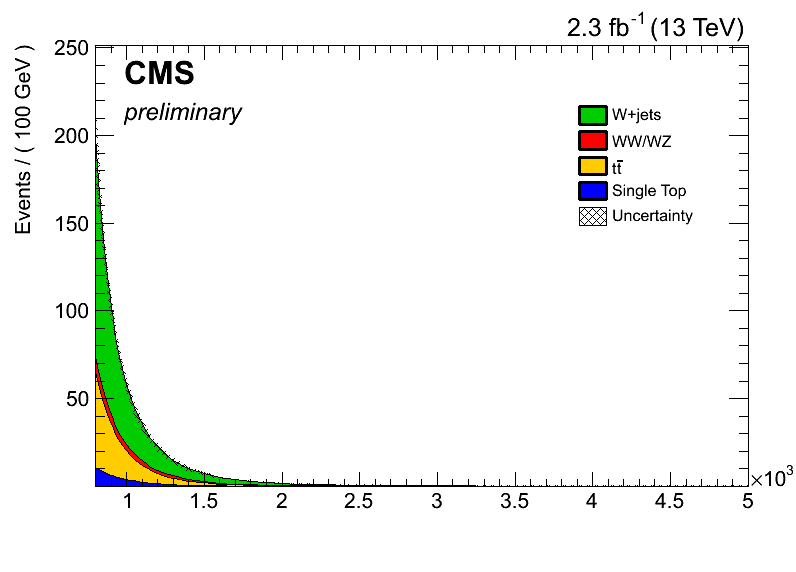 2.3 fb⁻¹ (13 TeV)
CMS
preliminary
Events / ( 100 GeV )
250
200
150
100
50
W+jets
WW/WZ
tt̅
Single Top
Uncertainty
1 1.5 2 2.5 3 3.5 4 4.5 5
×10³